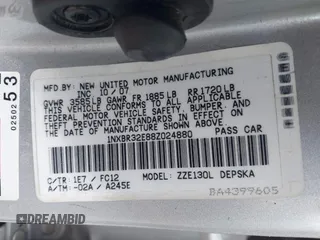 MFD.BY: NEW UNITED MOTOR MANUFACTURING
INC 10/07
GVWR 3585LB GAWR FR 1885LB RR 1720LB
THIS VEHICLE CONFORMS TO ALL APPLICABLE
FEDERAL MOTOR VEHICLE SAFETY, BUMPER, AND
THEFT PREVENTION STANDARDS IN EFFECT ON
THE DATE OF MANUFACTURE SHOWN ABOVE.
1NXBR32E88Z024880 PASS CAR
C/TR: 1E7 / FC12 MODEL: ZZE130L DEPSKA
A/TM: -02A / A245E
BA4399605
0250253
DREAMBID